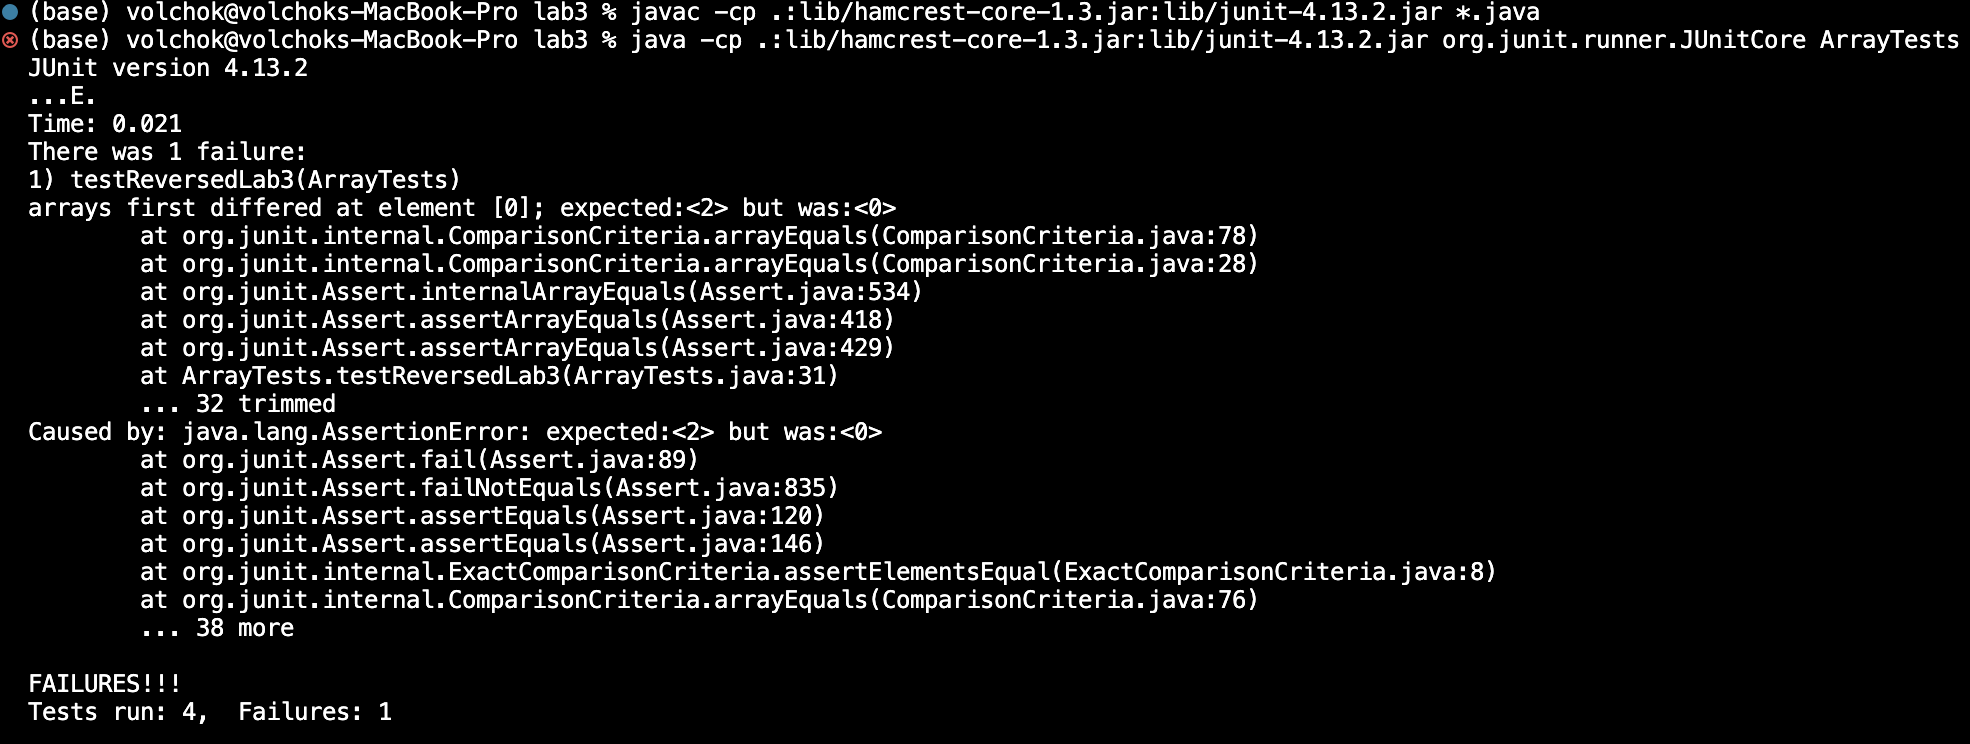 (base) volchok@volchoks-MacBook-Pro lab3 % javac -cp .:lib/hamcrest-core-1.3.jar:lib/junit-4.13.2.jar *.java
(base) volchok@volchoks-MacBook-Pro lab3 % java -cp .:lib/hamcrest-core-1.3.jar:lib/junit-4.13.2.jar org.junit.runner.JUnitCore ArrayTests
JUnit version 4.13.2
...E.
Time: 0.021
There was 1 failure:
1) testReversedLab3(ArrayTests)
arrays first differed at element [0]; expected:<2> but was:<0>
        at org.junit.internal.ComparisonCriteria.arrayEquals(ComparisonCriteria.java:78)
        at org.junit.internal.ComparisonCriteria.arrayEquals(ComparisonCriteria.java:28)
        at org.junit.Assert.internalArrayEquals(Assert.java:534)
        at org.junit.Assert.assertArrayEquals(Assert.java:418)
        at org.junit.Assert.assertArrayEquals(Assert.java:429)
        at ArrayTests.testReversedLab3(ArrayTests.java:31)
        ... 32 trimmed
Caused by: java.lang.AssertionError: expected:<2> but was:<0>
        at org.junit.Assert.fail(Assert.java:89)
        at org.junit.Assert.failNotEquals(Assert.java:835)
        at org.junit.Assert.assertEquals(Assert.java:120)
        at org.junit.Assert.assertEquals(Assert.java:146)
        at org.junit.internal.ExactComparisonCriteria.assertElementsEqual(ExactComparisonCriteria.java:8)
        at org.junit.internal.ComparisonCriteria.arrayEquals(ComparisonCriteria.java:76)
        ... 38 more

FAILURES!!!
Tests run: 4,  Failures: 1